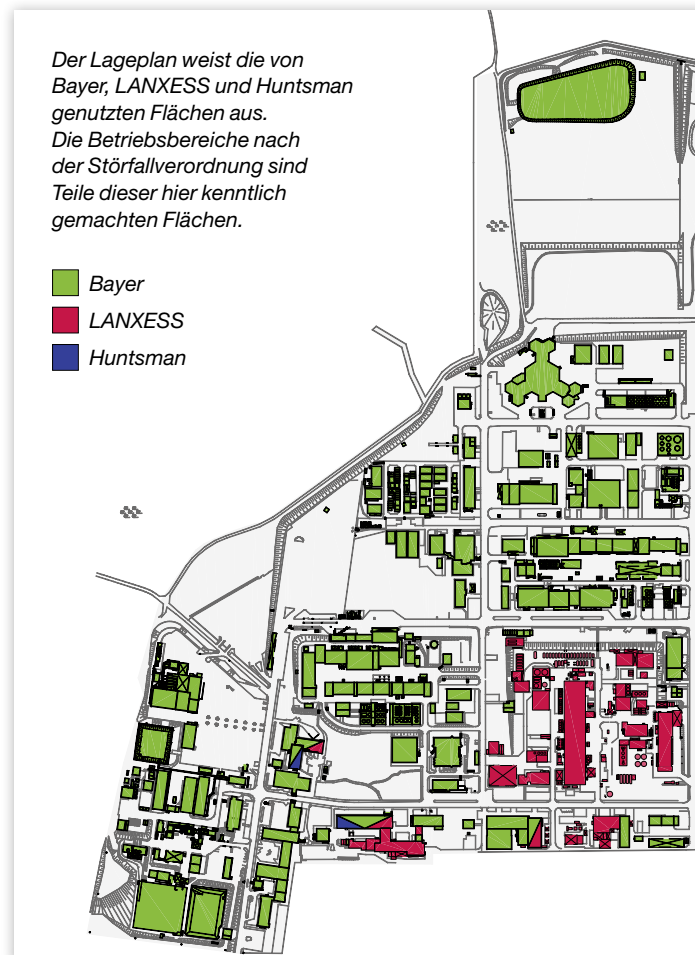 Der Lageplan weist die von
Bayer, LANXESS und Huntsman
genutzten Flächen aus.
Die Betriebsbereiche nach
der Störfallverordnung sind
Teile dieser hier kenntlich
gemachten Flächen.
Bayer
LANXESS
Huntsman